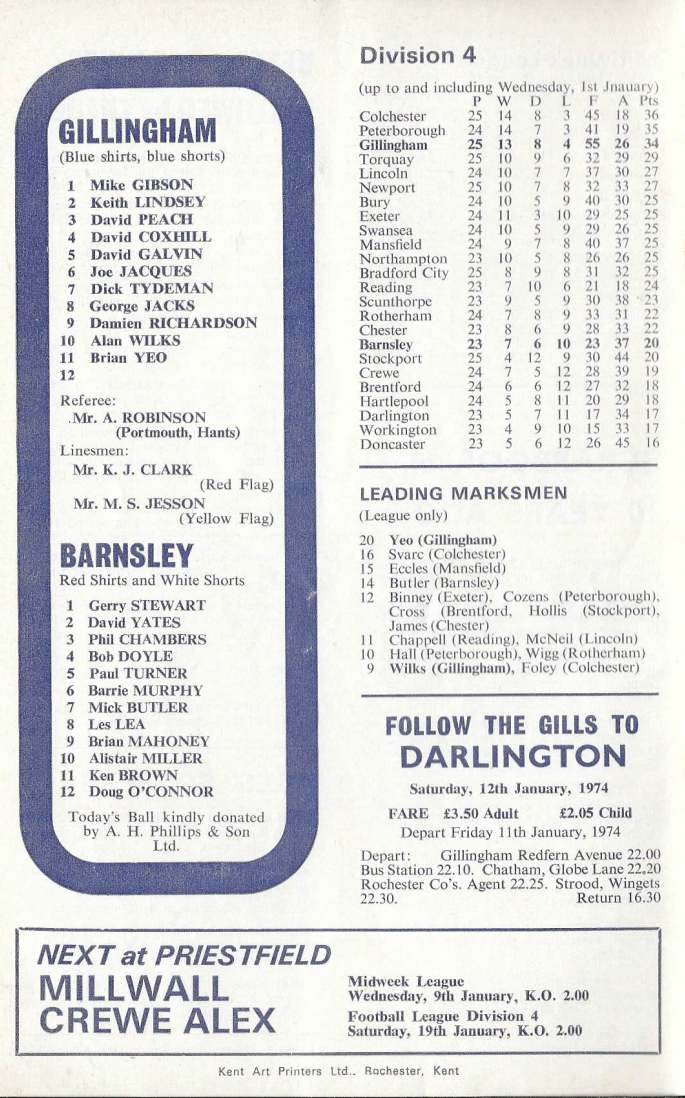 GILLINGHAM
(Blue shirts, blue shorts)
1 Mike GIBSON
2 Keith LINDSEY
3 David PEACH
4 David COXHILL
5 David GALVIN
6 Joe JACQUES
7 Dick TYDEMAN
8 George JACKS
9 Damien RICHARDSON
10 Alan WILKS
11 Brian YEO
12
Referee:
Mr. A. ROBINSON
(Portmouth, Hants)
Linesmen:
Mr. K. J. CLARK
(Red Flag)
Mr. M. S. JESSON
(Yellow Flag)
BARNSLEY
Red Shirts and White Shorts
1 Gerry STEWART
2 David YATES
3 Phil CHAMBERS
4 Bob DOYLE
5 Paul TURNER
6 Barrie MURPHY
7 Mick BUTLER
8 Les LEA
9 Brian MAHONEY
10 Alistair MILLER
11 Ken BROWN
12 Doug O'CONNOR
Today's Ball kindly donated
by A. H. Phillips & Son
Ltd.
Division 4
(up to and including Wednesday, 1st Jnauary)
P W D L F A Pts
Colchester 25 14 8 3 45 18 36
Peterborough 24 14 7 3 41 19 35
Gillingham 25 13 8 4 55 26 34
Torquay 25 10 9 6 32 29 29
Lincoln 24 10 7 7 37 30 27
Newport 25 10 7 8 32 33 27
Bury 24 10 5 9 40 30 25
Exeter 24 11 3 10 29 25 25
Swansea 24 10 5 9 29 26 25
Mansfield 24 9 7 8 40 37 25
Northampton 23 10 5 8 26 26 25
Bradford City 25 8 9 8 31 32 25
Reading 23 7 10 6 21 18 24
Scunthorpe 23 9 5 9 30 38 23
Rotherham 24 7 8 9 33 31 22
Chester 23 8 6 9 28 33 22
Barnsley 23 7 6 10 23 37 20
Stockport 25 4 12 9 30 44 20
Crewe 24 7 5 12 28 39 19
Brentford 24 6 6 12 27 32 18
Hartlepool 24 5 8 11 20 29 18
Darlington 23 5 7 11 17 34 17
Workington 23 4 9 10 15 33 17
Doncaster 23 5 6 12 26 45 16
LEADING MARKSMEN
(League only)
20 Yeo (Gillingham)
16 Svarc (Colchester)
15 Eccles (Mansfield)
14 Butler (Barnsley)
12 Binney (Exeter), Cozens (Peterborough),
Cross (Brentford, Hollis (Stockport),
James (Chester)
11 Chappell (Reading), McNeil (Lincoln)
10 Hall (Peterborough), Wigg (Rotherham)
9 Wilks (Gillingham), Foley (Colchester)
FOLLOW THE GILLS TO
DARLINGTON
Saturday, 12th January, 1974
FARE £3.50 Adult £2.05 Child
Depart Friday 11th January, 1974
Depart: Gillingham Redfern Avenue 22.00
Bus Station 22.10. Chatham, Globe Lane 22,20
Rochester Co's. Agent 22.25. Strood, Wingets
22.30. Return 16.30
NEXT at PRIESTFIELD
MILLWALL
CREWE ALEX
Midweek League
Wednesday, 9th January, K.O. 2.00
Football League Division 4
Saturday, 19th January, K.O. 2.00
Kent Art Printers Ltd.. Rochester, Kent